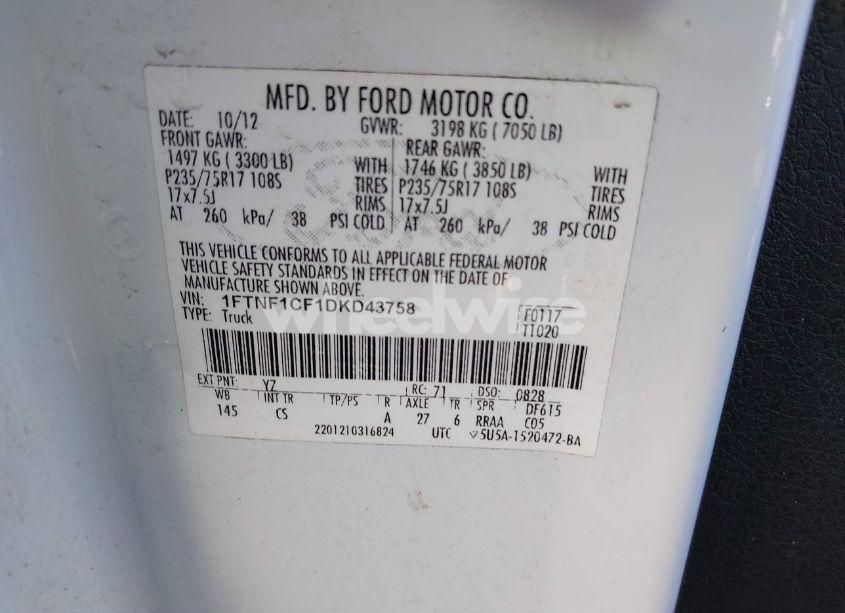 MFD. BY FORD MOTOR CO.
DATE: 10/12 GVWR: 3198 KG ( 7050 LB)
FRONT GAWR: REAR GAWR:
1497 KG ( 3300 LB) WITH 1746 KG ( 3850 LB) WITH
P235/75R17 108S TIRES P235/75R17 108S TIRES
17x7.5J RIMS 17x7.5J RIMS
AT 260 kPa/ 38 PSI COLD AT 260 kPa/ 38 PSI COLD
THIS VEHICLE CONFORMS TO ALL APPLICABLE FEDERAL MOTOR
VEHICLE SAFETY STANDARDS IN EFFECT ON THE DATE OF
MANUFACTURE SHOWN ABOVE.
VIN: 1FTNF1CF1DKD43758 F0117
TYPE: Truck T1020
wheelwire
EXT PNT: YZ RC: 71 DSO: 0828
WB INT TR TP/PS R AXLE TR SPR DF615
145 CS A 27 6 RRAA C05
2201210316824 UTC 5U5A-1520472-BA